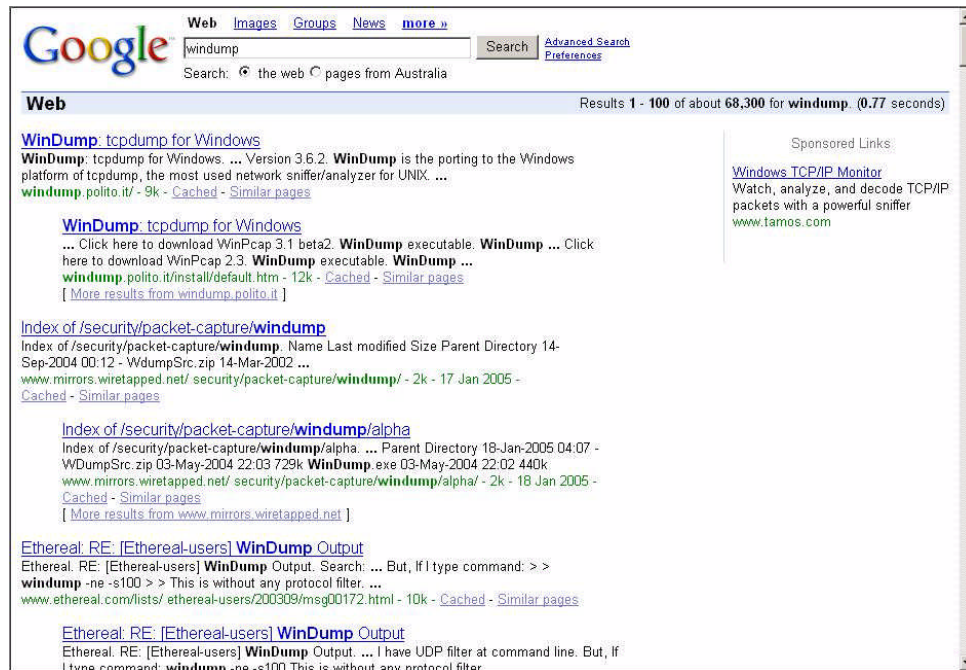 Web Images Groups News more »
Google™
windump Search Advanced Search
Preferences
Search: the web pages from Australia
Web Results 1 - 100 of about 68,300 for windump. (0.77 seconds)
WinDump: tcpdump for Windows
WinDump: tcpdump for Windows. ... Version 3.6.2. WinDump is the porting to the Windows
platform of tcpdump, the most used network sniffer/analyzer for UNIX. ...
windump.polito.it/ - 9k - Cached - Similar pages
WinDump: tcpdump for Windows
... Click here to download WinPcap 3.1 beta2. WinDump executable. WinDump ... Click
here to download WinPcap 2.3. WinDump executable. WinDump ...
windump.polito.it/install/default.htm - 12k - Cached - Similar pages
[ More results from windump.polito.it ]
Index of /security/packet-capture/windump
Index of /security/packet-capture/windump. Name Last modified Size Parent Directory 14-
Sep-2004 00:12 - WdumpSrc.zip 14-Mar-2002 ...
www.mirrors.wiretapped.net/ security/packet-capture/windump/ - 2k - 17 Jan 2005 -
Cached - Similar pages
Index of /security/packet-capture/windump/alpha
Index of /security/packet-capture/windump/alpha. ... Parent Directory 18-Jan-2005 04:07 -
WDumpSrc.zip 03-May-2004 22:03 729k WinDump.exe 03-May-2004 22:02 440k
www.mirrors.wiretapped.net/ security/packet-capture/windump/alpha/ - 2k - 18 Jan 2005 -
Cached - Similar pages
[ More results from www.mirrors.wiretapped.net ]
Ethereal: RE: [Ethereal-users] WinDump Output
Ethereal. RE: [Ethereal-users] WinDump Output. Search: ... But, If I type command: > >
windump -ne -s100 > > This is without any protocol filter. ...
www.ethereal.com/lists/ ethereal-users/200309/msg00172.html - 10k - Cached - Similar pages
Ethereal: RE: [Ethereal-users] WinDump Output
Ethereal. RE: [Ethereal-users] WinDump Output. ... I have UDP filter at command line. But, If
I type command: windump -ne -s100 This is without any protocol filter
Sponsored Links
Windows TCP/IP Monitor
Watch, analyze, and decode TCP/IP
packets with a powerful sniffer
www.tamos.com